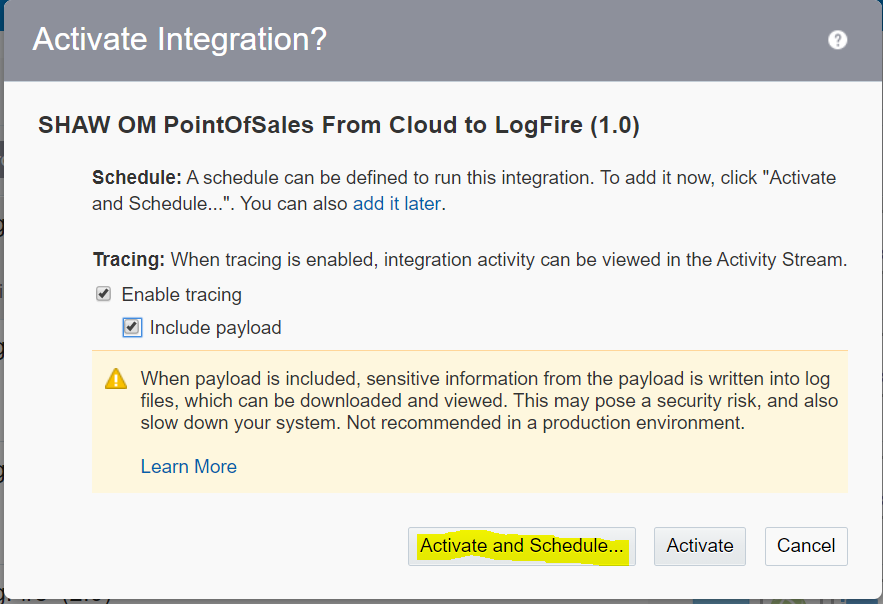 Activate Integration?
?
SHAW OM PointOfSales From Cloud to LogFire (1.0)
Schedule: A schedule can be defined to run this integration. To add it now, click "Activate
and Schedule...". You can also add it later.
Tracing: When tracing is enabled, integration activity can be viewed in the Activity Stream.
Enable tracing
Include payload
When payload is included, sensitive information from the payload is written into log
files, which can be downloaded and viewed. This may pose a security risk, and also
slow down your system. Not recommended in a production environment.
Learn More
Activate and Schedule... Activate Cancel